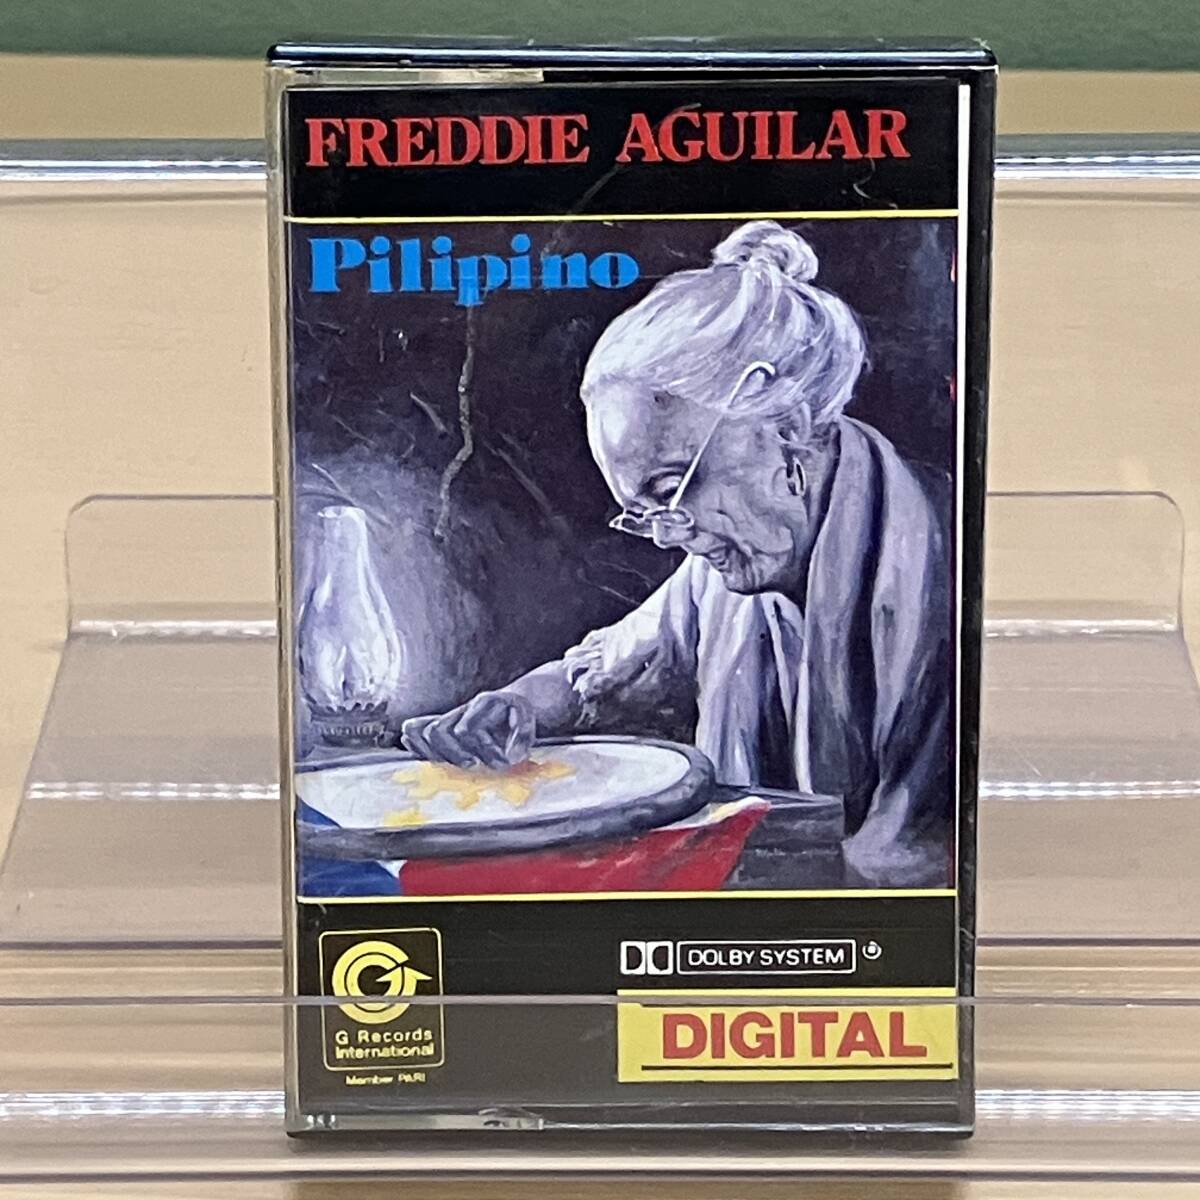 FREDDIE AGUILAR
Pilipino
DOLBY SYSTEM
G Records
International
Member PARI
DIGITAL